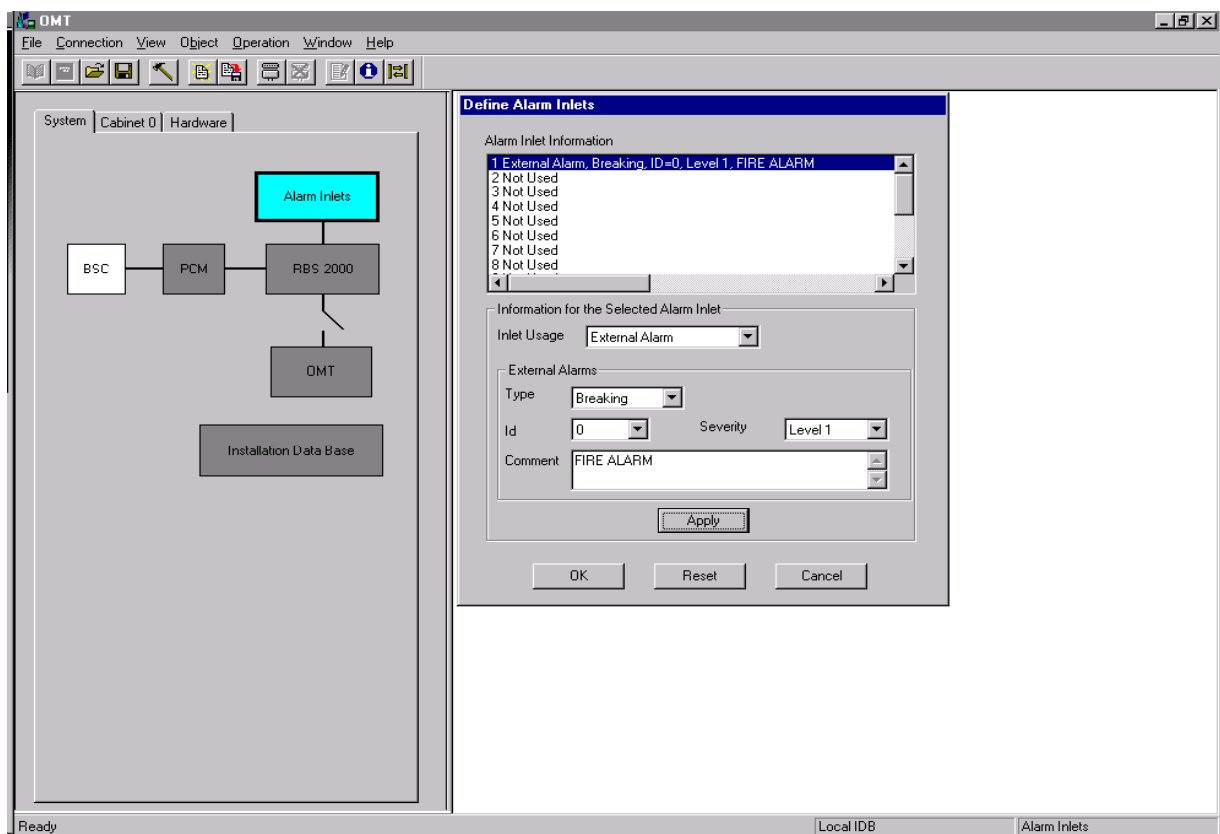 OMT
File Connection View Object Operation Window Help
System Cabinet 0 Hardware
Alarm Inlets
BSC PCM RBS 2000
OMT
Installation Data Base
Define Alarm Inlets
Alarm Inlet Information
1 External Alarm, Breaking, ID=0, Level 1, FIRE ALARM
2 Not Used
3 Not Used
4 Not Used
5 Not Used
6 Not Used
7 Not Used
8 Not Used
Information for the Selected Alarm Inlet
Inlet Usage External Alarm
External Alarms
Type Breaking
Id 0 Severity Level 1
Comment FIRE ALARM
Apply
OK Reset Cancel
Ready Local IDB Alarm Inlets